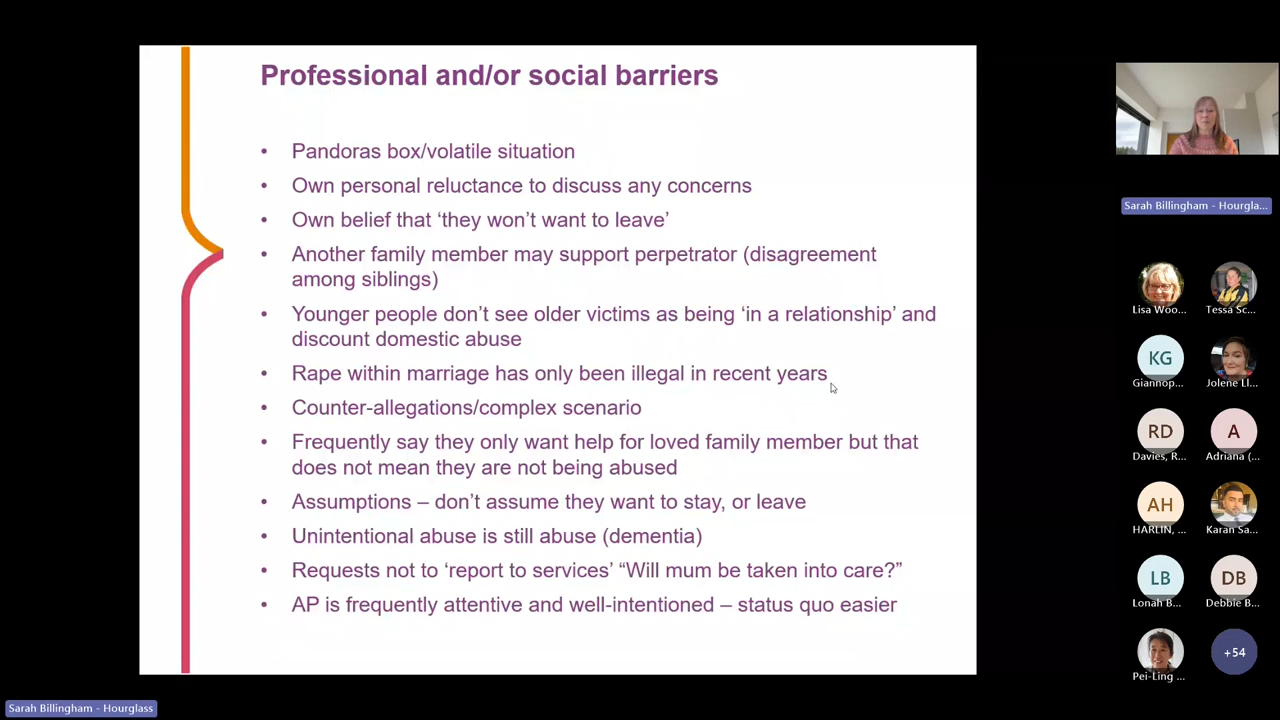 Professional and/or social barriers
• Pandoras box/volatile situation
• Own personal reluctance to discuss any concerns
• Own belief that ‘they won’t want to leave’
• Another family member may support perpetrator (disagreement
among siblings)
• Younger people don’t see older victims as being ‘in a relationship’ and
discount domestic abuse
• Rape within marriage has only been illegal in recent years
• Counter-allegations/complex scenario
• Frequently say they only want help for loved family member but that
does not mean they are not being abused
• Assumptions – don’t assume they want to stay, or leave
• Unintentional abuse is still abuse (dementia)
• Requests not to ‘report to services’ “Will mum be taken into care?”
• AP is frequently attentive and well-intentioned – status quo easier
Sarah Billingham - Hourgla...
Lisa Woo...
Tessa Sc...
KG
Giannop...
Jolene Ll...
RD
Davies, R...
A
Adriana (...
AH
HARLIN, ...
Karan Sa...
LB
Lonah B...
DB
Debbie B...
Pei-Ling ...
+54
Sarah Billingham - Hourglass